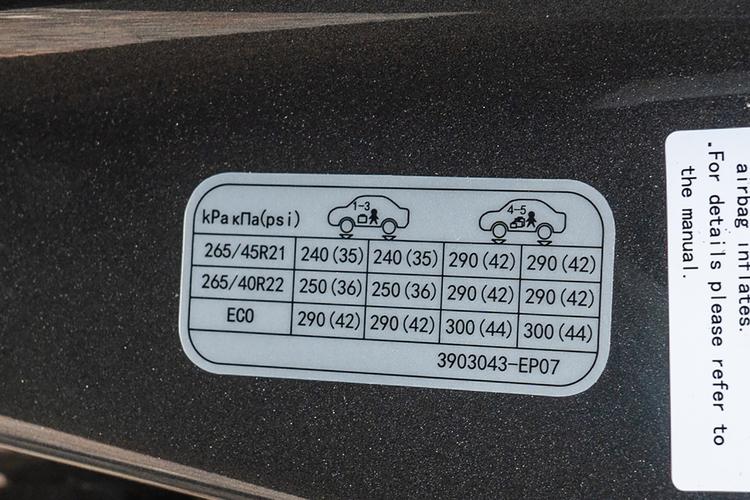 kPa кПа(psi) 1-3 4-5
265/45R21 240(35) 240(35) 290(42) 290(42)
265/40R22 250(36) 250(36) 290(42) 290(42)
ECO 290(42) 290(42) 300(44) 300(44)
3903043-EP07
airbag inflates.
.For details please refer to
the manual.